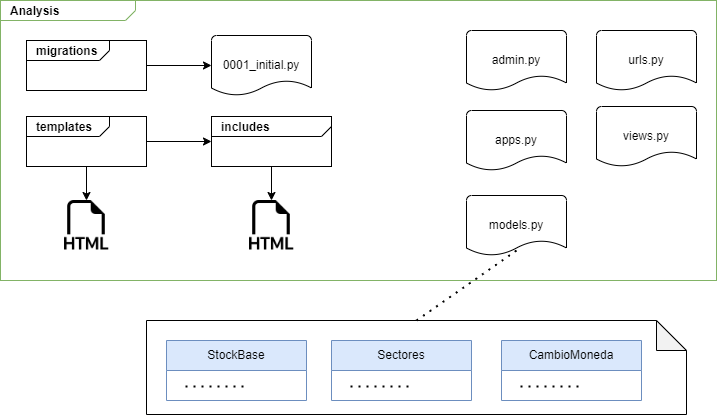 Analysis
migrations
0001_initial.py
admin.py
urls.py
templates
includes
apps.py
views.py
HTML
HTML
models.py
StockBase
Sectores
CambioMoneda
. . . . . . . .
. . . . . . . .
. . . . . . . .